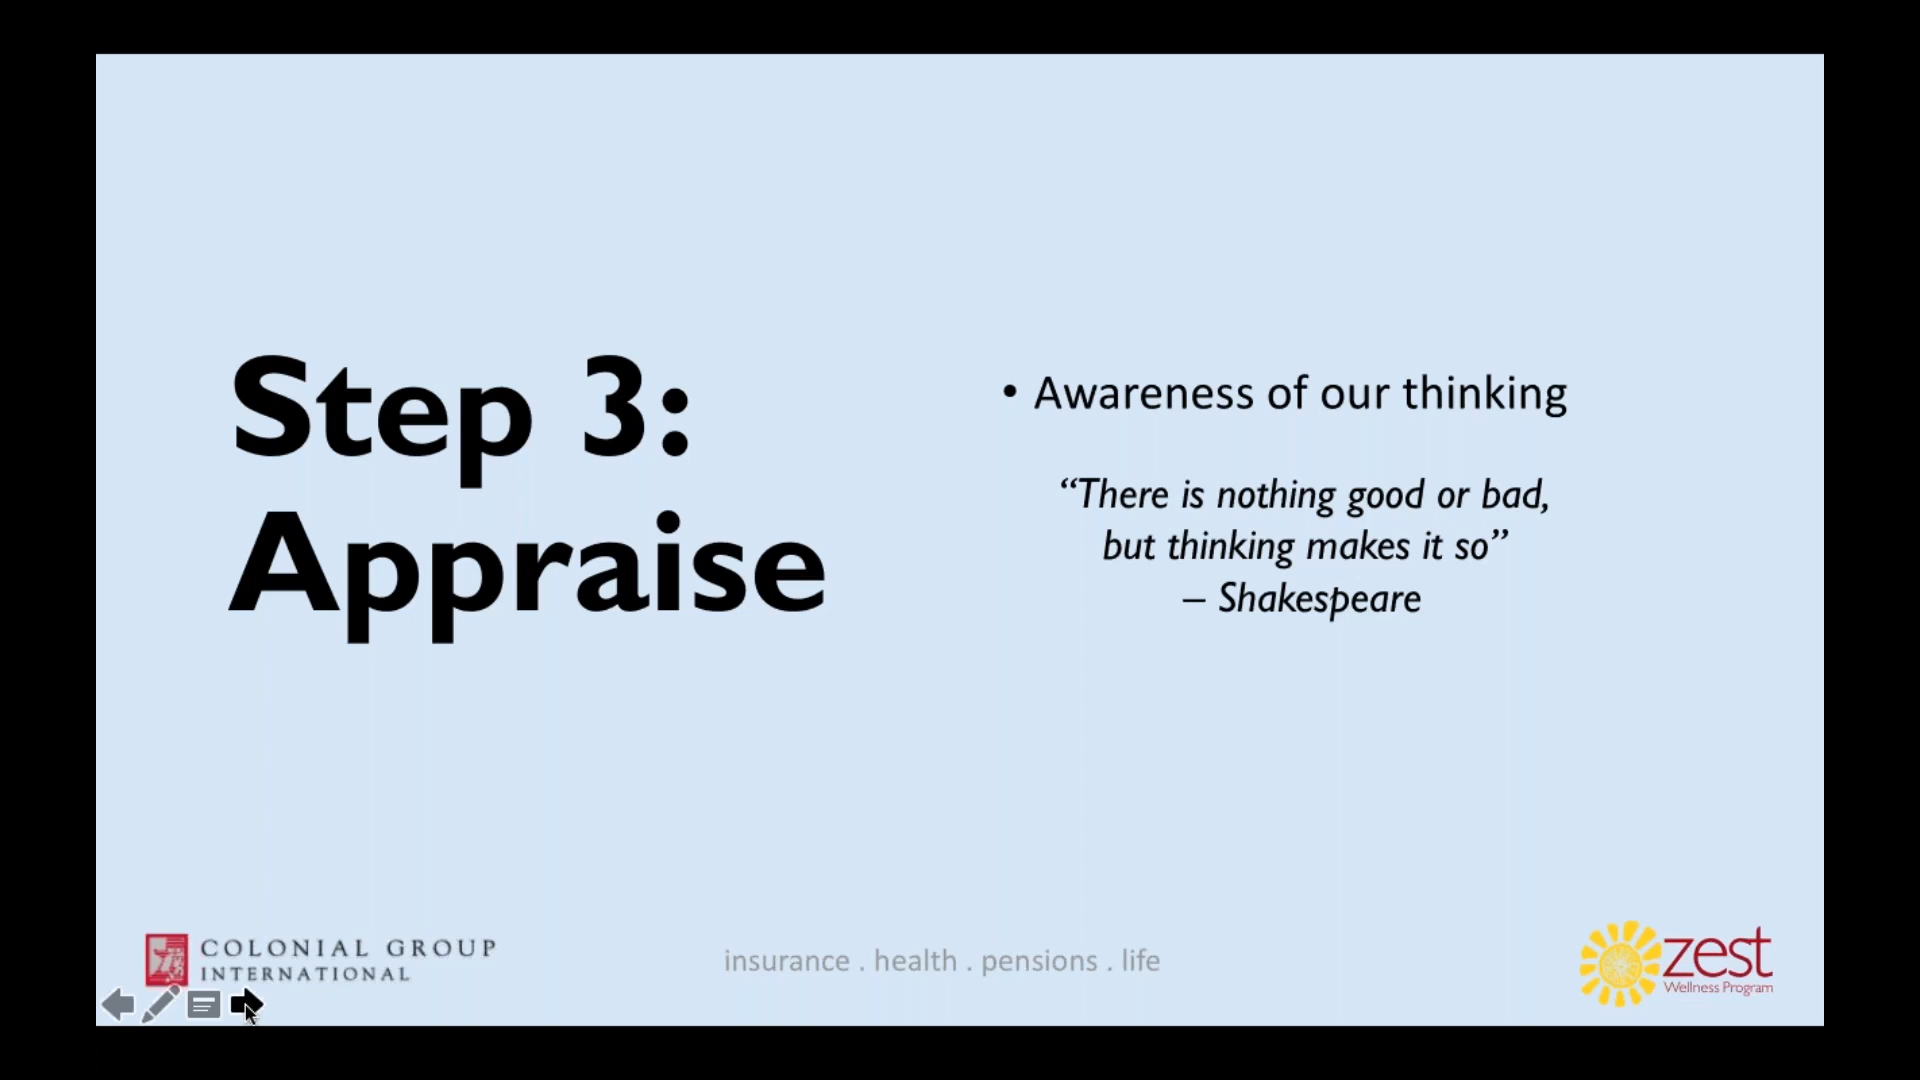 Step 3:
Appraise
• Awareness of our thinking
“There is nothing good or bad,
but thinking makes it so”
– Shakespeare
COLONIAL GROUP
INTERNATIONAL
insurance . health . pensions . life
zest
Wellness Program